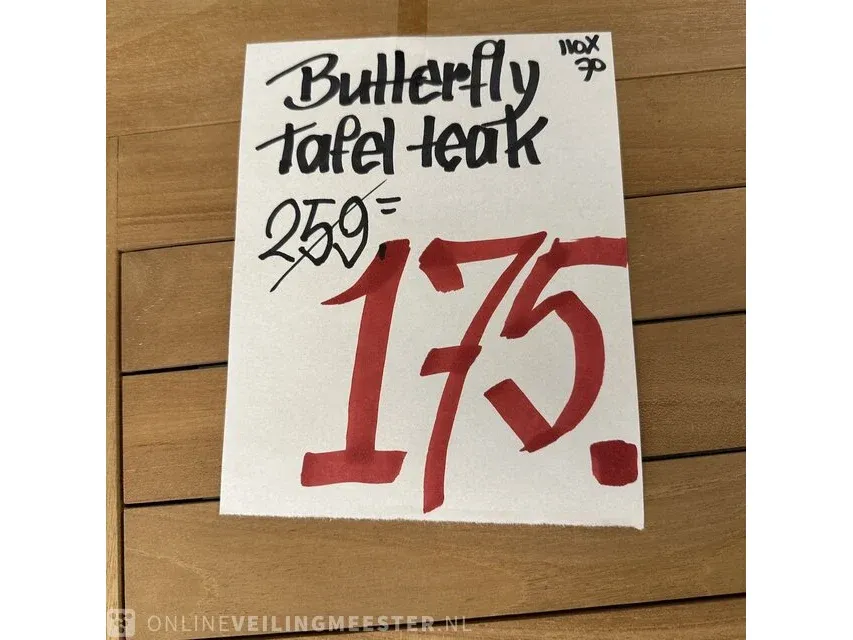 Butterfly
110X
70
tafel teak
259.=
175.
ONLINEVEILINGMEESTER.NL